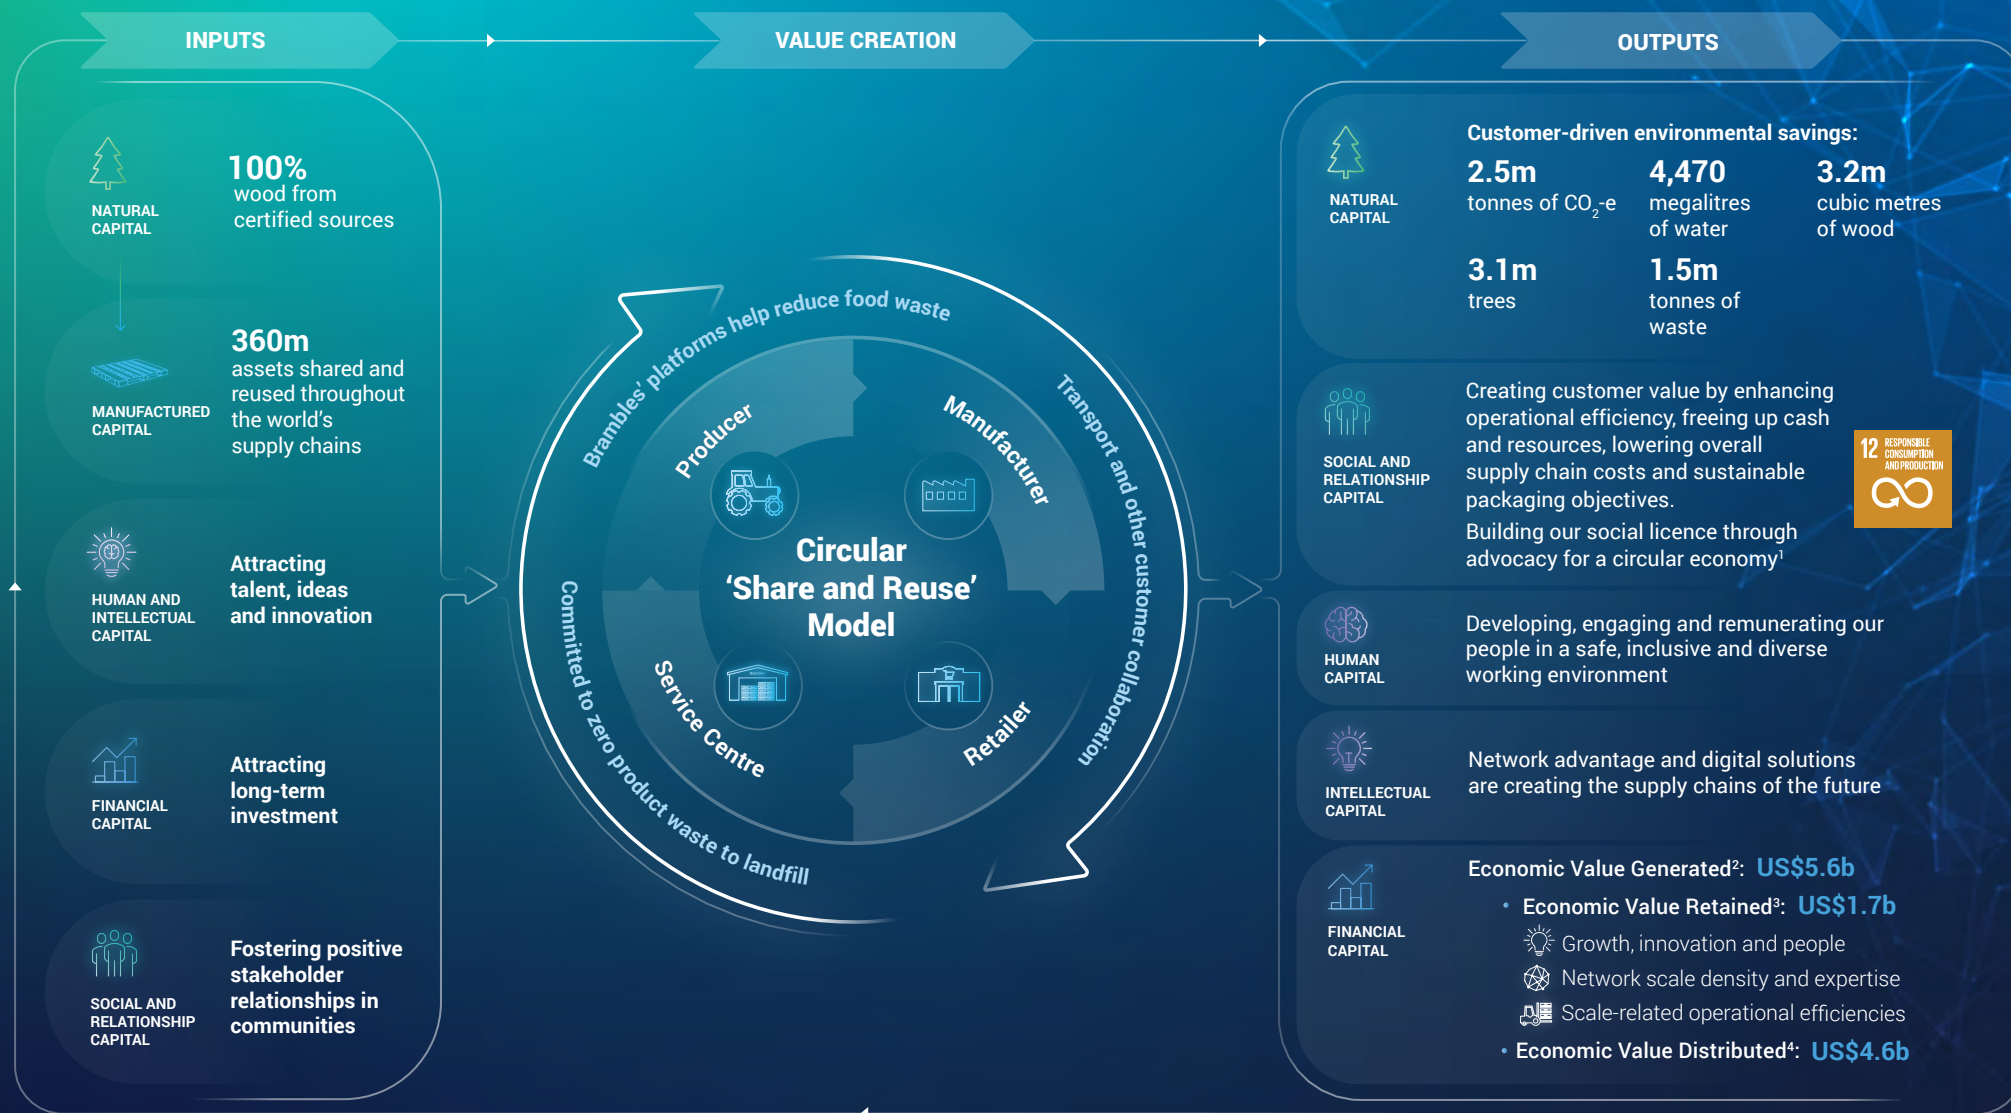 INPUTS
VALUE CREATION
OUTPUTS
NATURAL
CAPITAL
100%
wood from
certified sources
MANUFACTURED
CAPITAL
360m
assets shared and
reused throughout
the world's
supply chains
HUMAN AND
INTELLECTUAL
CAPITAL
Attracting
talent, ideas
and innovation
FINANCIAL
CAPITAL
Attracting
long-term
investment
SOCIAL AND
RELATIONSHIP
CAPITAL
Fostering positive
stakeholder
relationships in
communities
Brambles' platforms help reduce food waste
Transport and other customer collaboration
Committed to zero product waste to landfill
Producer
Manufacturer
Retailer
Service Centre
Circular
‘Share and Reuse’
Model
NATURAL
CAPITAL
Customer-driven environmental savings:
2.5m
tonnes of CO₂-e
4,470
megalitres
of water
3.2m
cubic metres
of wood
3.1m
trees
1.5m
tonnes of
waste
SOCIAL AND
RELATIONSHIP
CAPITAL
Creating customer value by enhancing
operational efficiency, freeing up cash
and resources, lowering overall
supply chain costs and sustainable
packaging objectives.
Building our social licence through
advocacy for a circular economy¹
12 RESPONSIBLE
CONSUMPTION
AND PRODUCTION
HUMAN
CAPITAL
Developing, engaging and remunerating our
people in a safe, inclusive and diverse
working environment
INTELLECTUAL
CAPITAL
Network advantage and digital solutions
are creating the supply chains of the future
FINANCIAL
CAPITAL
Economic Value Generated²: US$5.6b
• Economic Value Retained³: US$1.7b
Growth, innovation and people
Network scale density and expertise
Scale-related operational efficiencies
• Economic Value Distributed⁴: US$4.6b